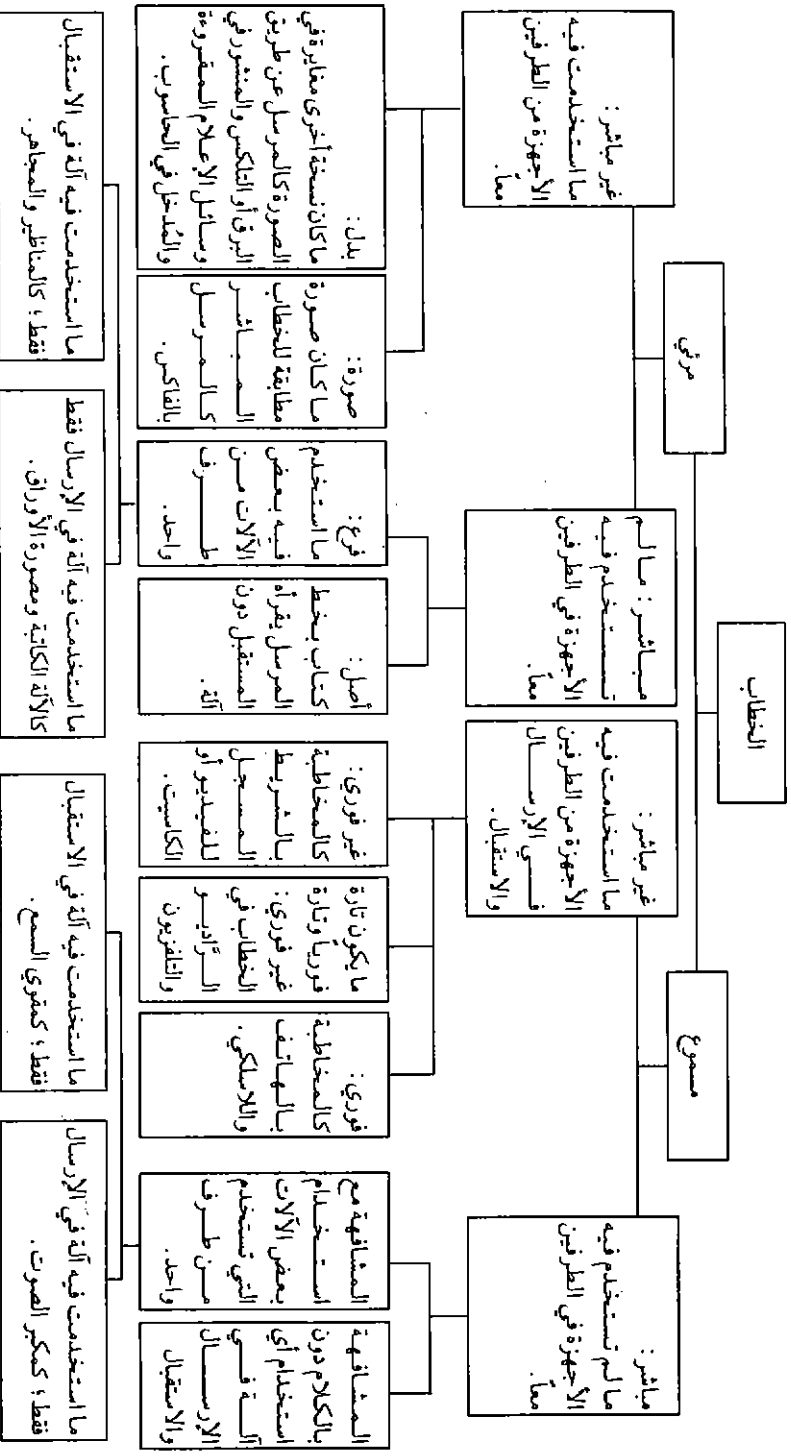 الخطاب
مسموع
مرئي
مباشر :
ما لم تستخدم فيه
الأجهزة في الطرفين
معاً.
غير مباشر :
ما استخدمت فيه
الأجهزة من الطرفين
في الإرسال
والاستقبال.
مباشر : ما لم
تستخدم فيه
الأجهزة في الطرفين
معاً.
غير مباشر :
ما استخدمت فيه
الأجهزة من الطرفين
معاً.
المشافهة
بالكلام دون
استخدام أي
آلة في
الإرسال
والاستقبال
المشافهة مع
استخدام
بعض الآلات
التي تستخدم
من طرف
واحد.
فوري :
كالمخاطبة
بالهاتف
واللاسلكي.
ما يكون تارة
فورياً وتارة
غير فوري :
الخطاب في
الرَّاديو
والتلفزيون
غير فوري :
كالمخاطبة
بالشريط
المسجل
للفيديو أو
الكاسيت.
أصل :
كتاب بخط
المرسل يقرأه
المستقبل دون
آلة.
فرع :
ما استخدم
فيه بعض
الآلات من
طرف
واحد.
صورة :
ما كان صورة
مطابقة للخطاب
المباشر
كالمرسل
بالفاكس.
بدل :
ما كان نسخة أخرى مغايرة في
الصورة كالمرسل عن طريق
البرق أو التلكس والمنشور في
وسائل الإعلام المقروءة
والمُدخل في الحاسوب.
ما استخدمت فيه آلة في الإرسال
فقط ؛ كمكبر الصوت.
ما استخدمت فيه آلة في الاستقبال
فقط ؛ كمقوي السمع.
ما استخدمت فيه آلة في الإرسال فقط
كالآلة الكاتبة ومصورة الأوراق.
ما استخدمت فيه آلة في الاستقبال
فقط ؛ كالمناظير والمجاهر.